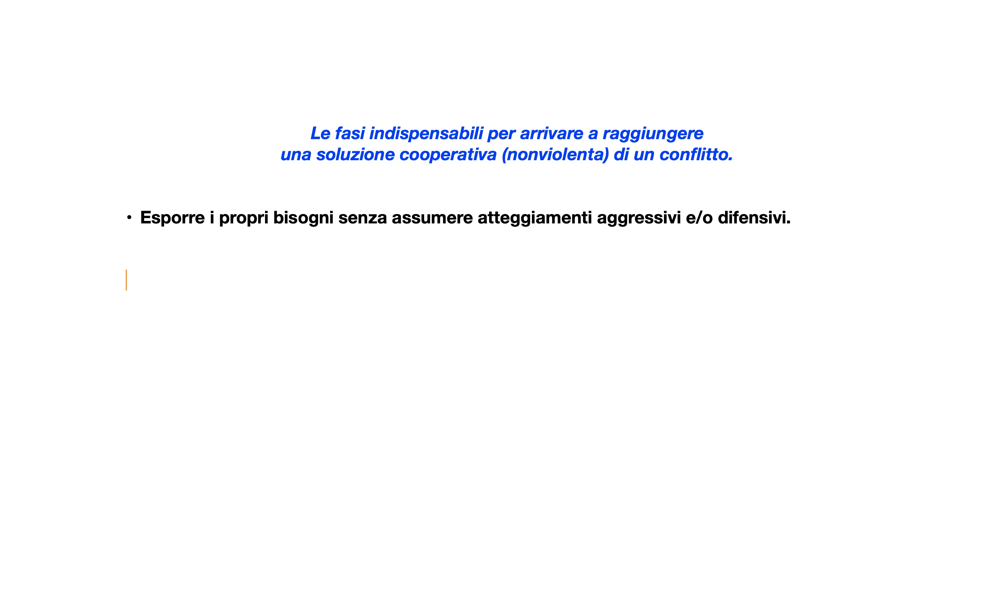 Le fasi indispensabili per arrivare a raggiungere
una soluzione cooperativa (nonviolenta) di un conflitto.
• Esporre i propri bisogni senza assumere atteggiamenti aggressivi e/o difensivi.